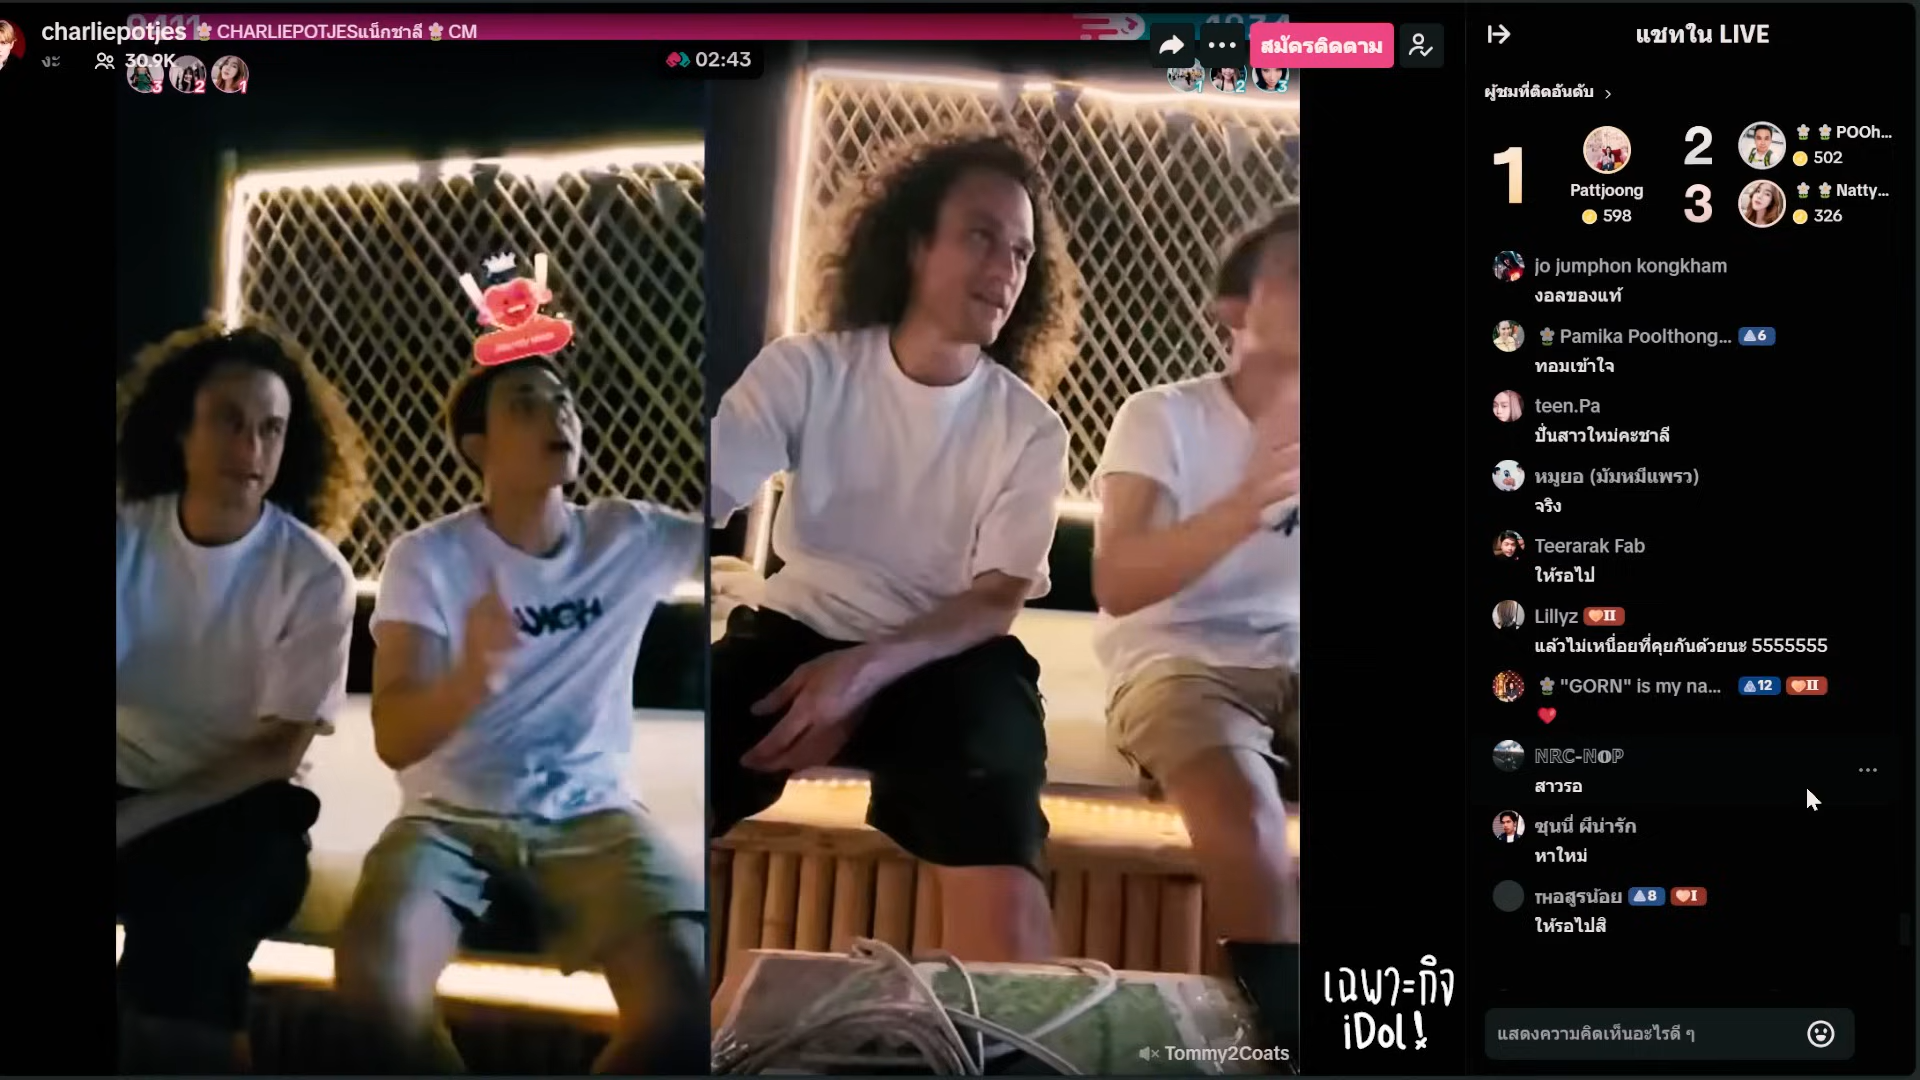 charliepotjes CHARLIEPOTJESแน็กชาลี CM
30.9K
3 2 1
02:43
สมัครติดตาม
1 2 3
แชทใน LIVE
ผู้ชมที่ติดอันดับ
1
Pattjoong
598
2
POOh...
502
3
Natty...
326
jo jumphon kongkham
งอลของแท้
Pamika Poolthong... 6
ทอมเข้าใจ
teen.Pa
ปั่นสาวใหม่คะชาลี
หมูยอ (มัมหมีแพรว)
จริง
Teerarak Fab
ให้รอไป
Lillyz II
แล้วไม่เหนื่อยที่คุยกันด้วยนะ 5555555
"GORN" is my na... 12 II
NRC-NOP
สาวรอ
ซุนนี่ ผีน่ารัก
หาใหม่
THอสูรน้อย 8 I
ให้รอไปสิ
เฉพาะกิจ
iDol!
Tommy2Coats
แสดงความคิดเห็นอะไรดี ๆ